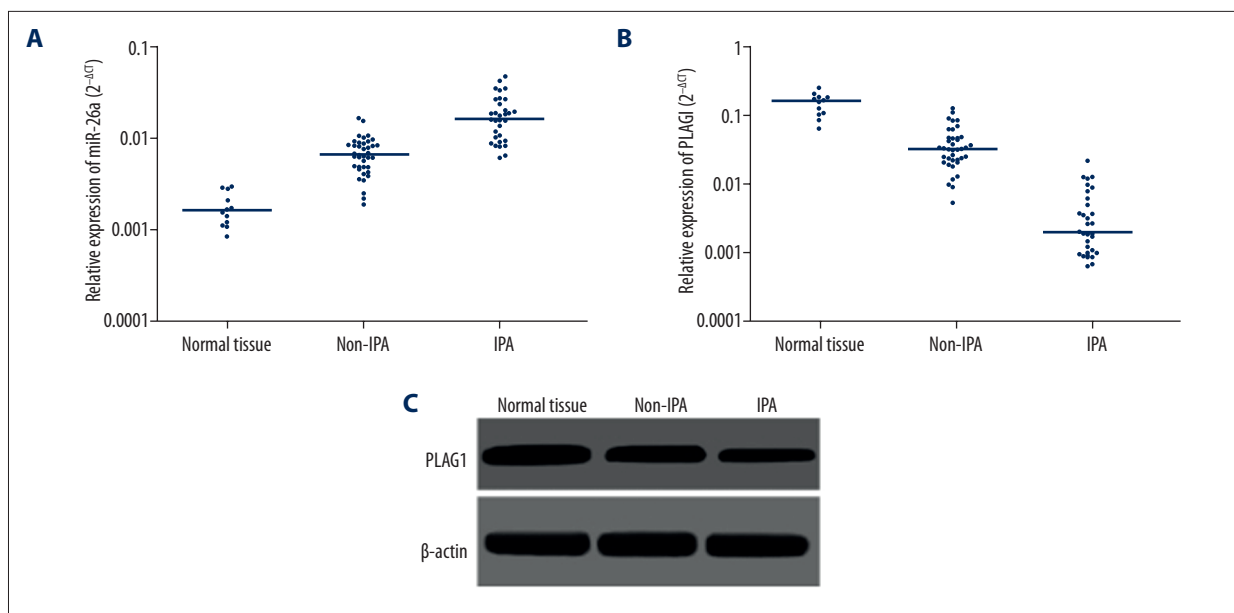 A
Relative expression of miR-26a (2⁻ΔCT)
0.1
0.01
0.001
0.0001
Normal tissue Non-IPA IPA
B
Relative expression of PLAGI (2⁻ΔCT)
1
0.1
0.01
0.001
0.0001
Normal tissue Non-IPA IPA
C
Normal tissue Non-IPA IPA
PLAG1
β-actin